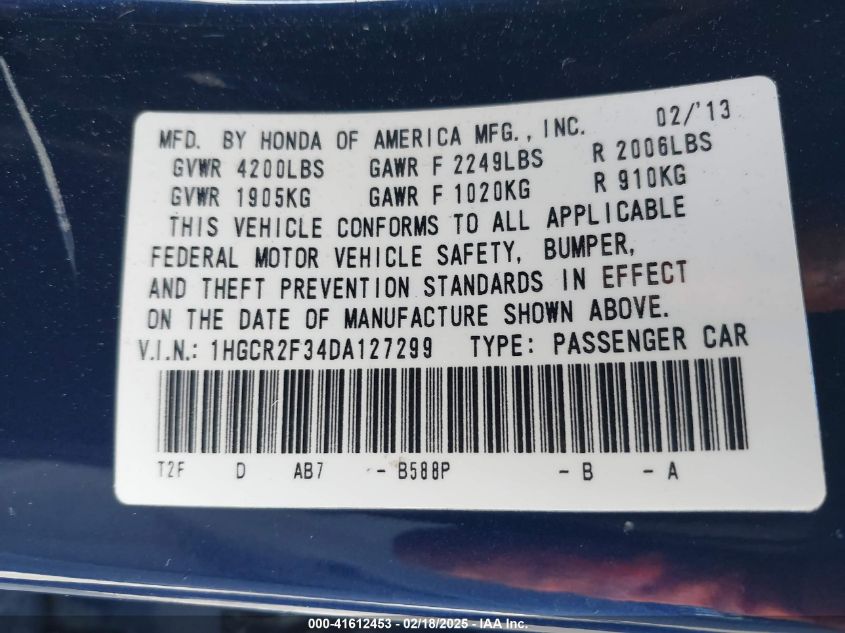 MFD. BY HONDA OF AMERICA MFG., INC. 02/'13
GVWR 4200LBS GAWR F 2249LBS R 2006LBS
GVWR 1905KG GAWR F 1020KG R 910KG
THIS VEHICLE CONFORMS TO ALL APPLICABLE
FEDERAL MOTOR VEHICLE SAFETY, BUMPER,
AND THEFT PREVENTION STANDARDS IN EFFECT
ON THE DATE OF MANUFACTURE SHOWN ABOVE.
V.I.N.: 1HGCR2F34DA127299 TYPE: PASSENGER CAR
T2F D AB7 -- B588P - B - A
000-41612453 - 02/18/2025 - IAA Inc.